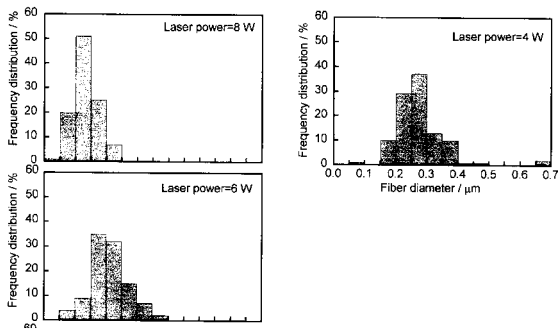 60
50
40
30
20
10
0
Frequency distribution / %
Laser power=8 W
60
50
40
30
20
10
0
Frequency distribution / %
Laser power=6 W
60
60
50
40
30
20
10
0
Frequency distribution / %
Laser power=4 W
0.0 0.1 0.2 0.3 0.4 0.5 0.6 0.7
Fiber diameter / μm